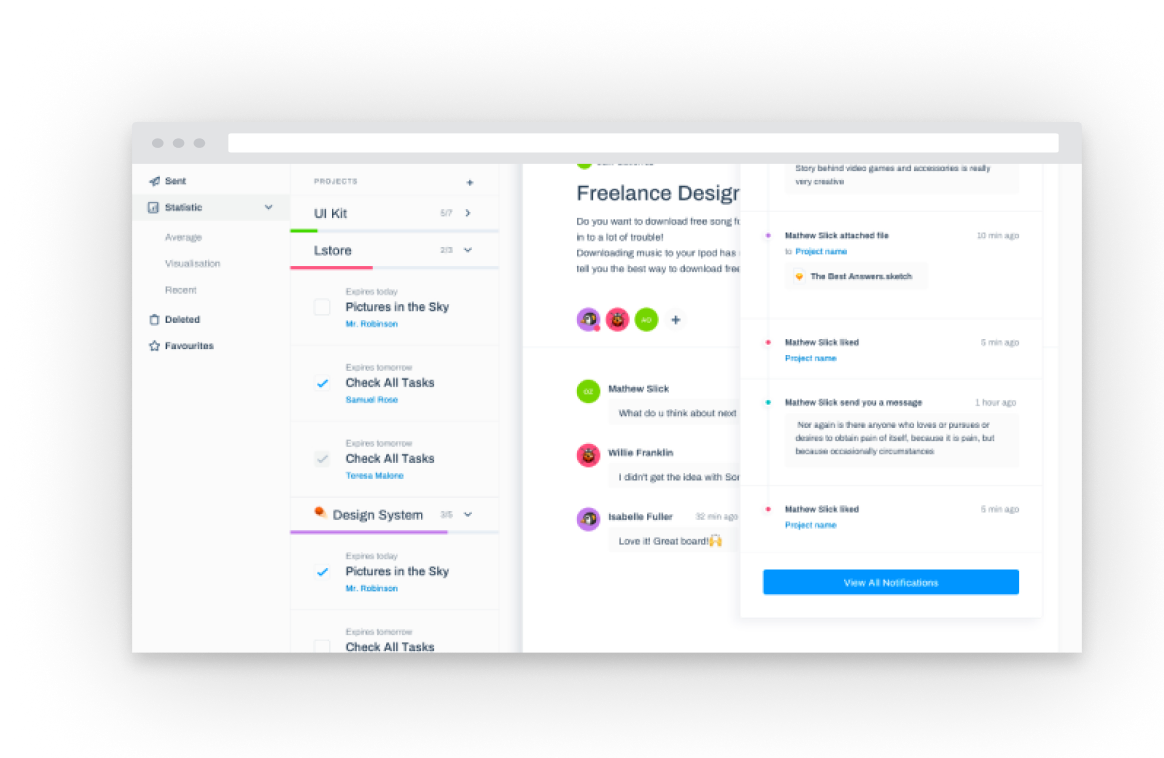 Sent
Statistic
Average
Visualisation
Recent
Deleted
Favourites
PROJECTS +
UI Kit 5/7
Lstore 2/3
Expires today
Pictures in the Sky
Mr. Robinson
Expires tomorrow
Check All Tasks
Samuel Rose
Expires tomorrow
Check All Tasks
Teresa Malone
Design System 3/5
Expires today
Pictures in the Sky
Mr. Robinson
Expires tomorrow
Check All Tasks
Freelance Design
Do you want to download free song
in to a lot of trouble!
Downloading music to your Ipod has
tell you the best way to download free
AO +
OZ
Mathew Slick
What do u think about next
Willie Franklin
I didn't get the idea with
Isabelle Fuller 32 min ago
Love it! Great board!🙌
Story behind video games and accessories is really
very creative
Mathew Slick attached file 10 min ago
to Project name
The Best Answers.sketch
Mathew Slick liked 5 min ago
Project name
Mathew Slick send you a message 1 hour ago
Nor again is there anyone who loves or pursues or
desires to obtain pain of itself, because it is pain, but
because occasionally circumstances
Mathew Slick liked 5 min ago
Project name
View All Notifications